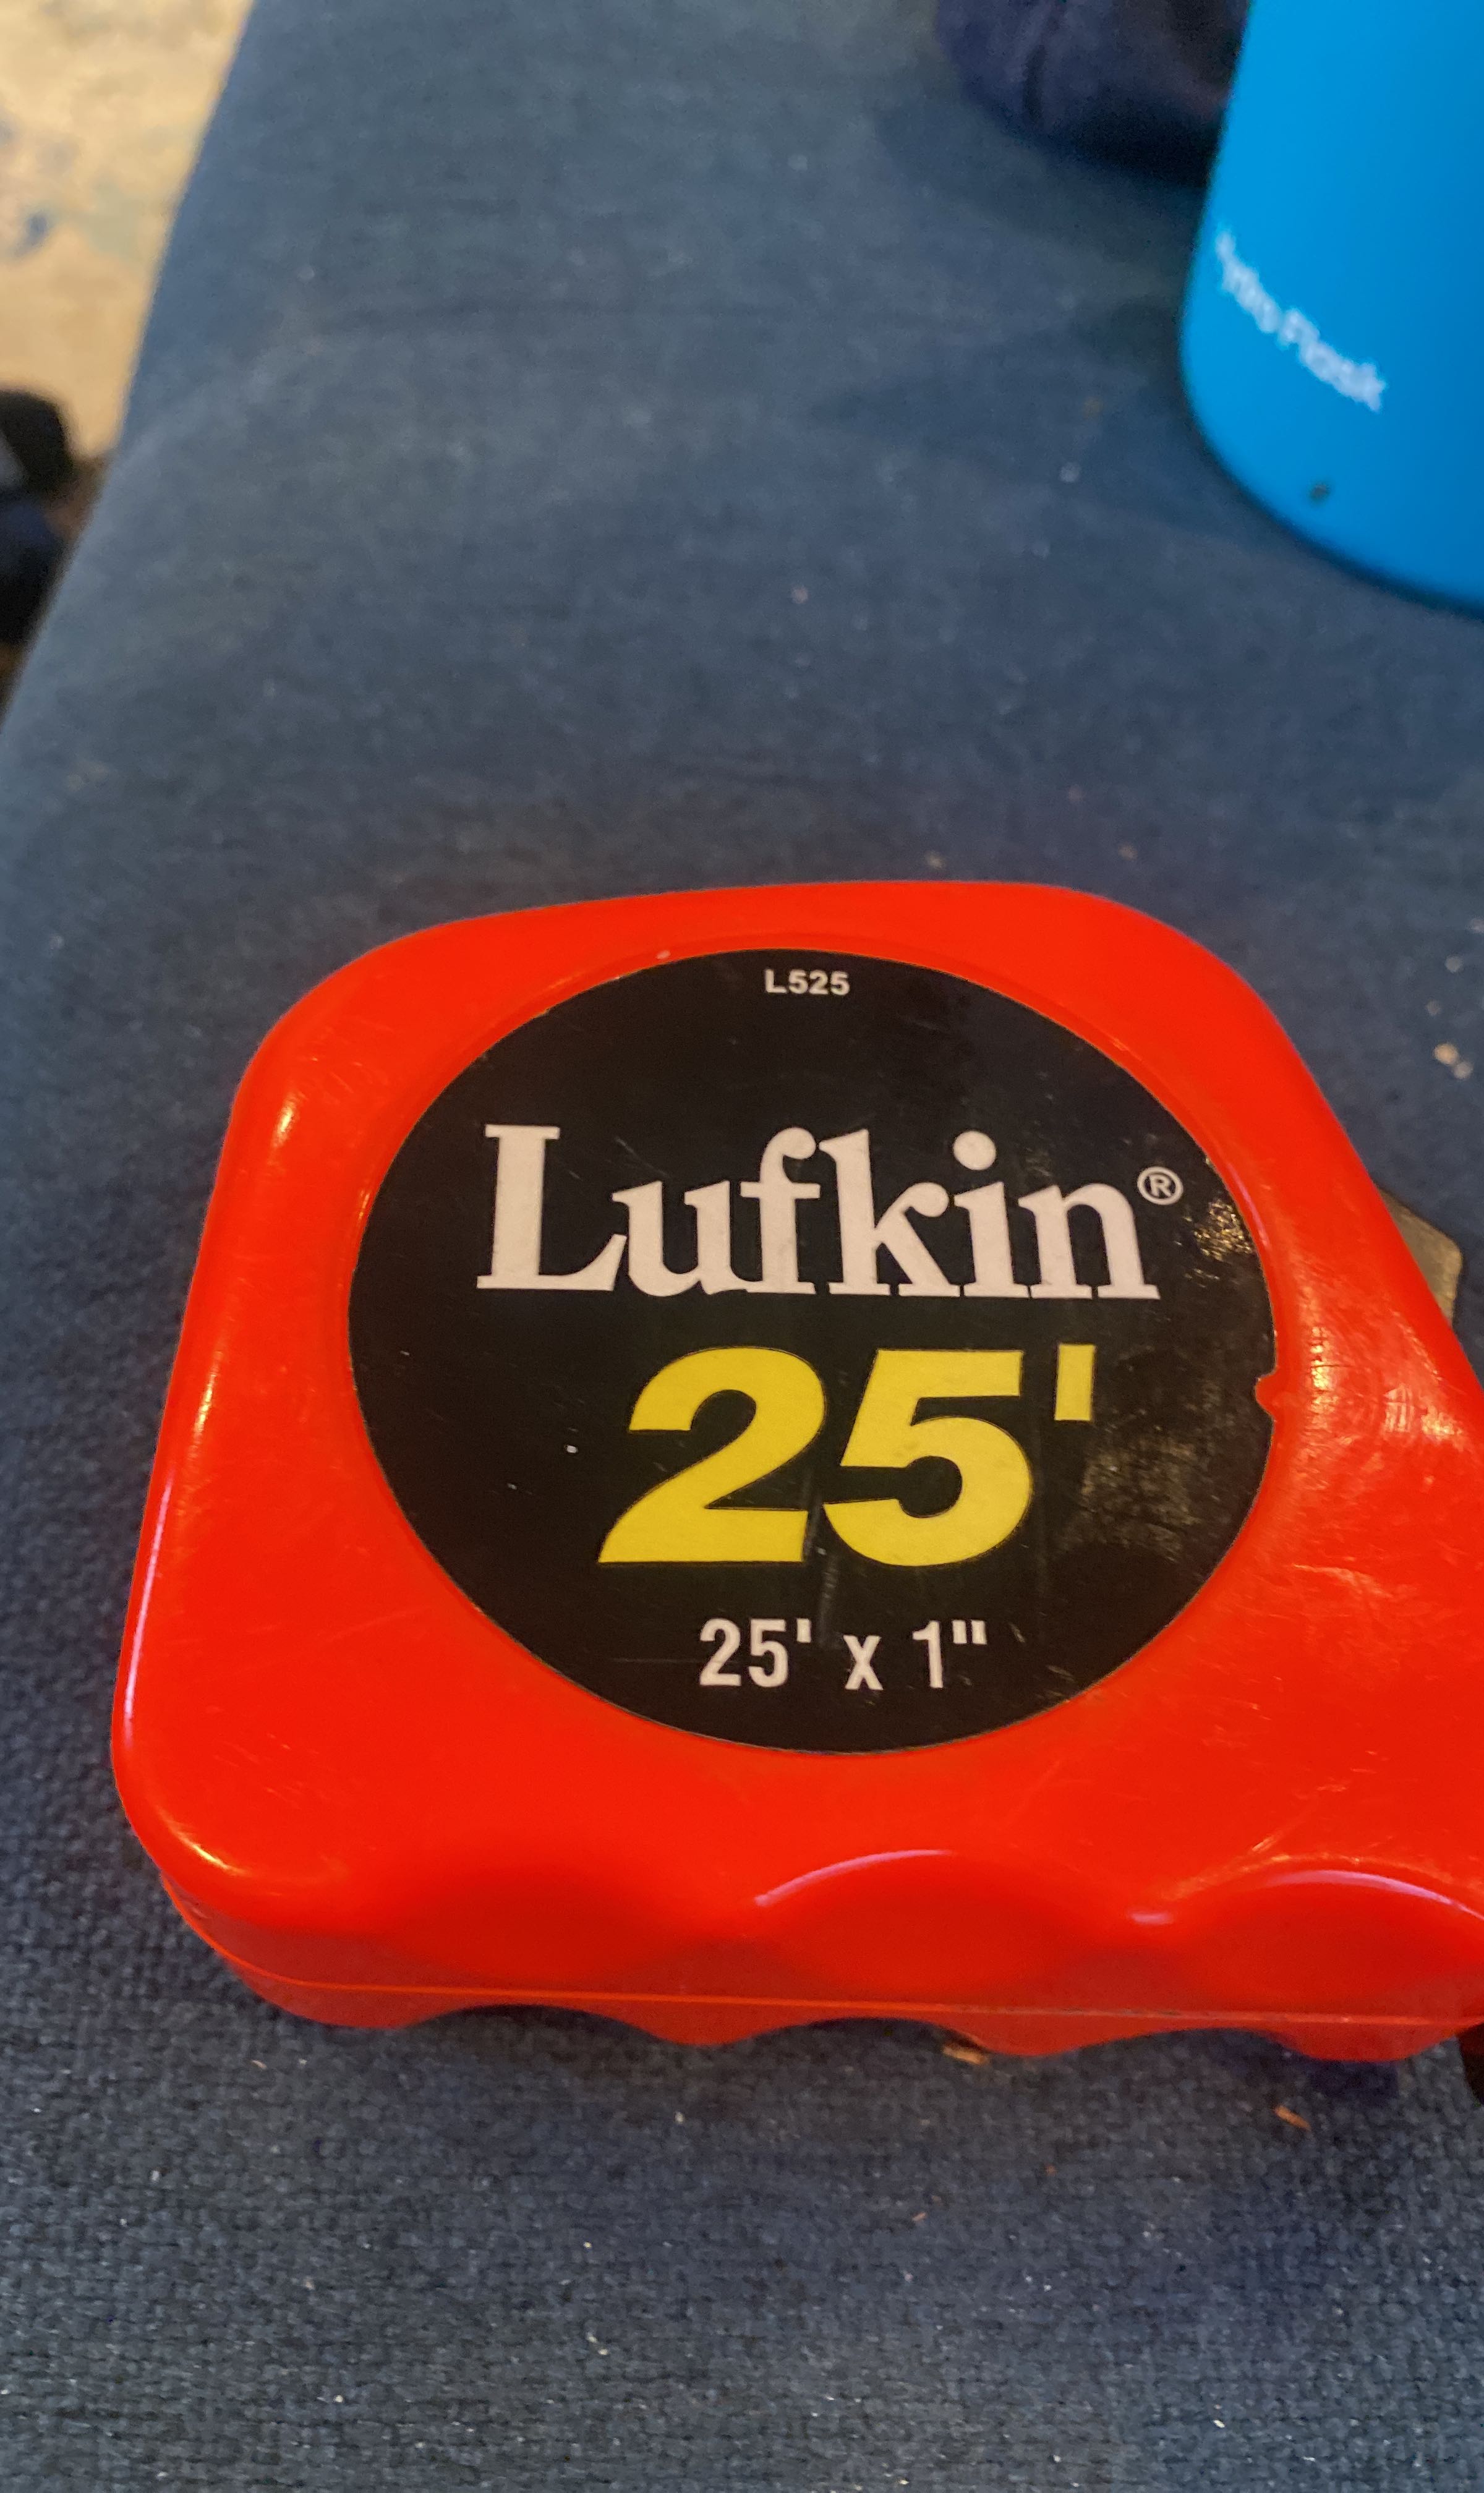 Hydro Flask
L525
Lufkin®
25'
25' x 1"